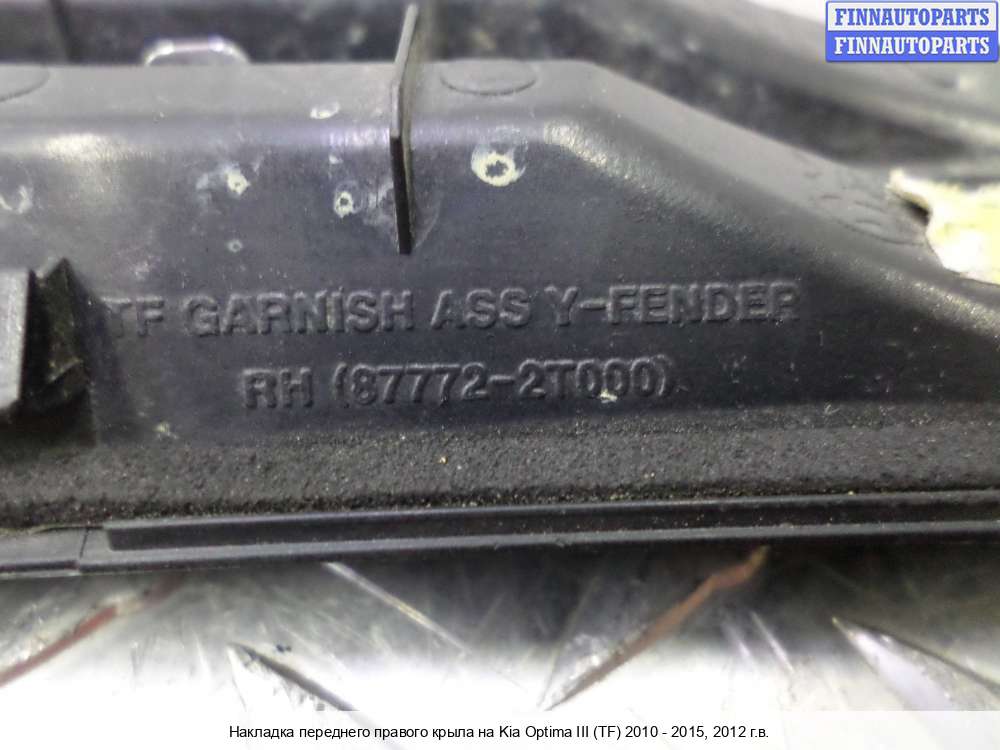 FINNAUTOPARTS
FINNAUTOPARTS
TF GARNISH ASS Y-FENDER
RH (87772-2T000)
Накладка переднего правого крыла на Kia Optima III (TF) 2010 - 2015, 2012 г.в.